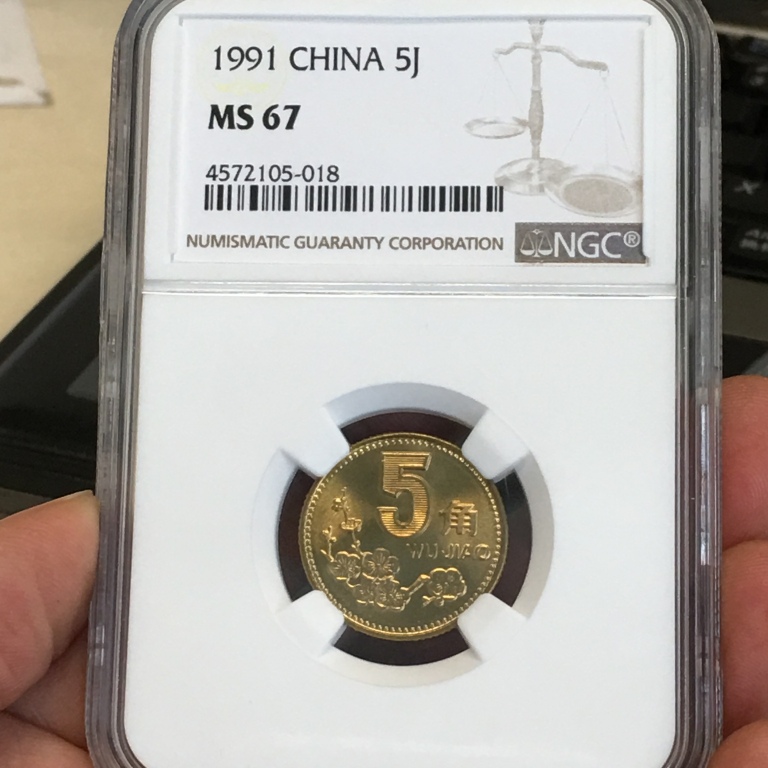 1991 CHINA 5J
MS 67
4572105-018
NUMISMATIC GUARANTY CORPORATION NGC®
5 角
WU JIAO